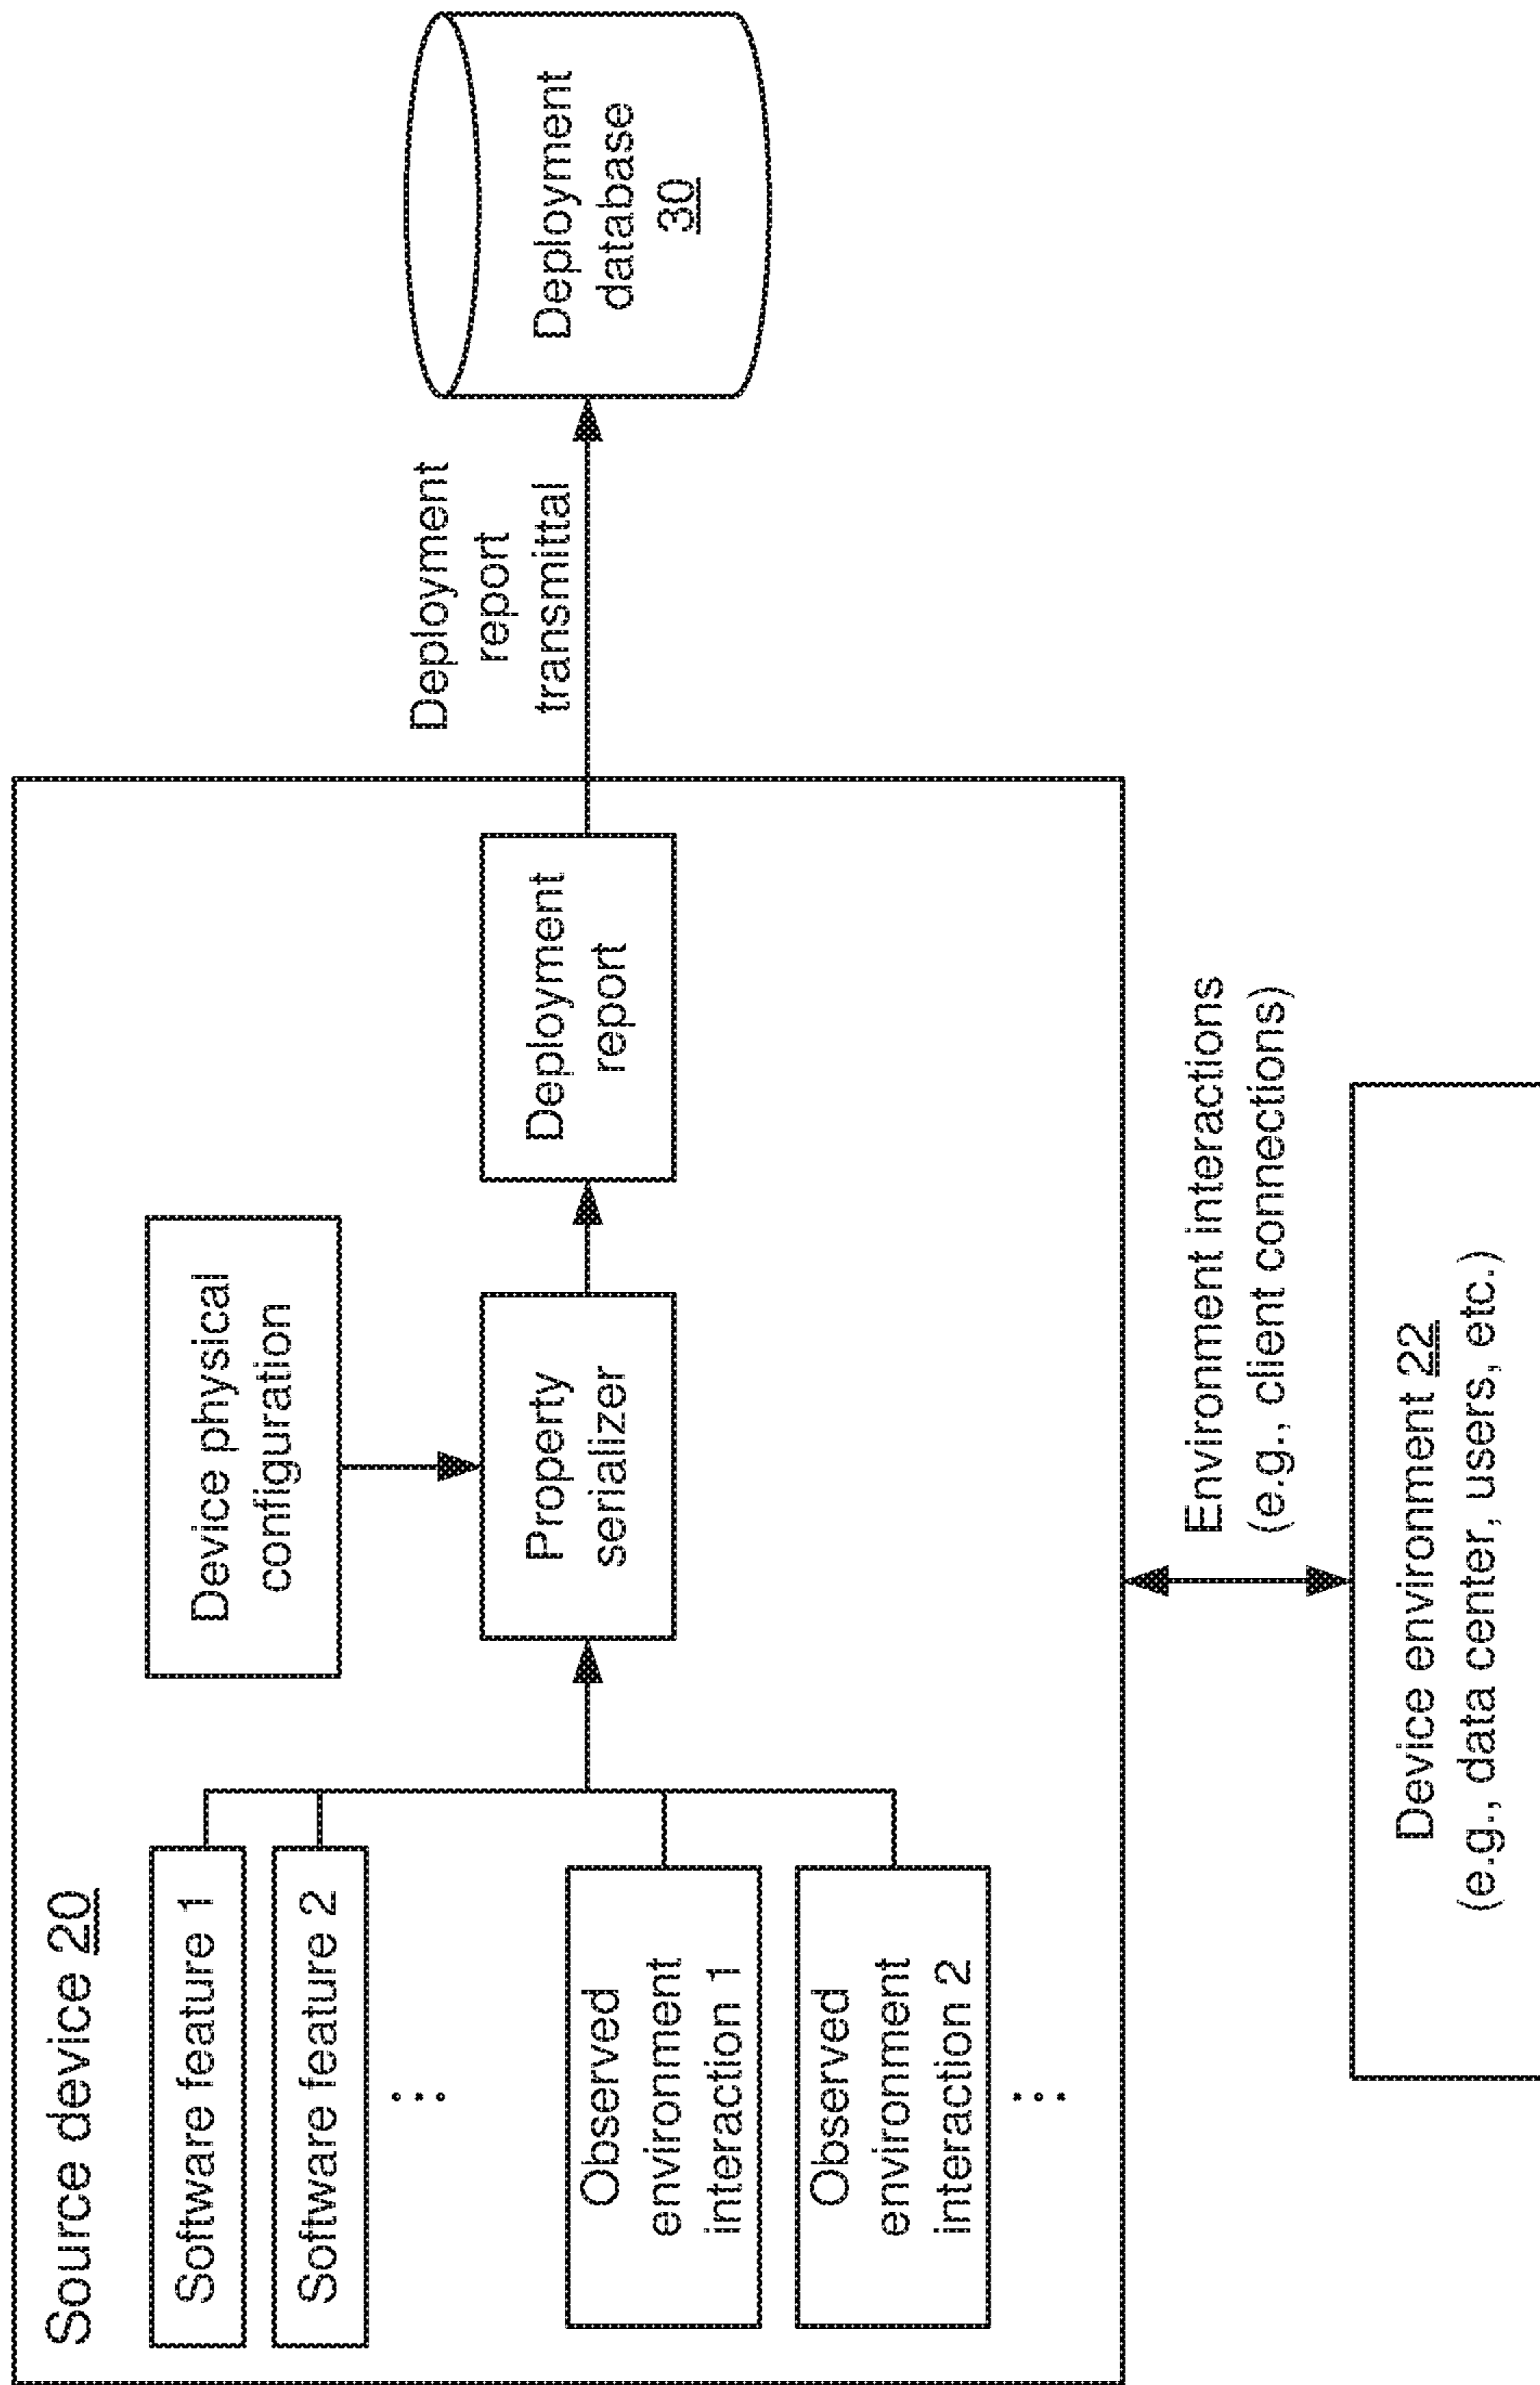 Source device 20
Software feature 1
Software feature 2
⋮
Observed
environment
interaction 1
Observed
environment
interaction 2
⋮
Device physical
configuration
Property
serializer
Deployment
report
Deployment
report
transmittal
Deployment
database
30
Environment interactions
(e.g., client connections)
Device environment 22
(e.g., data center, users, etc.)